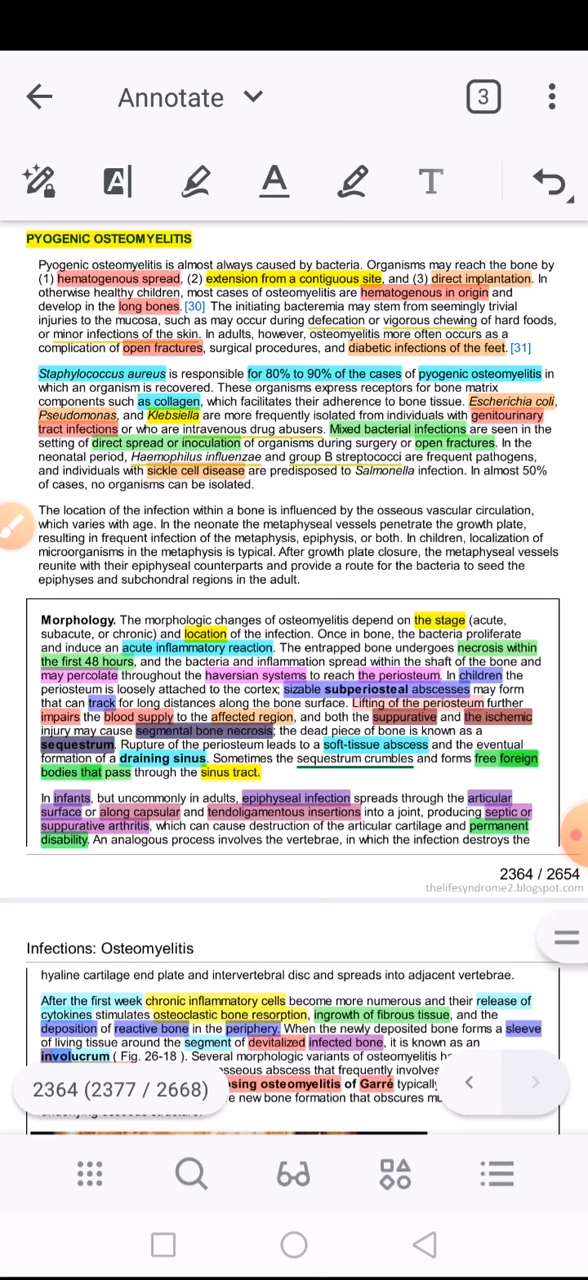 Annotate
3
PYOGENIC OSTEOMYELITIS
Pyogenic osteomyelitis is almost always caused by bacteria. Organisms may reach the bone by
(1) hematogenous spread, (2) extension from a contiguous site, and (3) direct implantation. In
otherwise healthy children, most cases of osteomyelitis are hematogenous in origin and
develop in the long bones. [30] The initiating bacteremia may stem from seemingly trivial
injuries to the mucosa, such as may occur during defecation or vigorous chewing of hard foods,
or minor infections of the skin. In adults, however, osteomyelitis more often occurs as a
complication of open fractures, surgical procedures, and diabetic infections of the feet. [31]
Staphylococcus aureus is responsible for 80% to 90% of the cases of pyogenic osteomyelitis in
which an organism is recovered. These organisms express receptors for bone matrix
components such as collagen, which facilitates their adherence to bone tissue. Escherichia coli,
Pseudomonas, and Klebsiella are more frequently isolated from individuals with genitourinary
tract infections or who are intravenous drug abusers. Mixed bacterial infections are seen in the
setting of direct spread or inoculation of organisms during surgery or open fractures. In the
neonatal period, Haemophilus influenzae and group B streptococci are frequent pathogens,
and individuals with sickle cell disease are predisposed to Salmonella infection. In almost 50%
of cases, no organisms can be isolated.
The location of the infection within a bone is influenced by the osseous vascular circulation,
which varies with age. In the neonate the metaphyseal vessels penetrate the growth plate,
resulting in frequent infection of the metaphysis, epiphysis, or both. In children, localization of
microorganisms in the metaphysis is typical. After growth plate closure, the metaphyseal vessels
reunite with their epiphyseal counterparts and provide a route for the bacteria to seed the
epiphyses and subchondral regions in the adult.
Morphology. The morphologic changes of osteomyelitis depend on the stage (acute,
subacute, or chronic) and location of the infection. Once in bone, the bacteria proliferate
and induce an acute inflammatory reaction. The entrapped bone undergoes necrosis within
the first 48 hours, and the bacteria and inflammation spread within the shaft of the bone and
may percolate throughout the haversian systems to reach the periosteum. In children the
periosteum is loosely attached to the cortex; sizable subperiosteal abscesses may form
that can track for long distances along the bone surface. Lifting of the periosteum further
impairs the blood supply to the affected region, and both the suppurative and the ischemic
injury may cause segmental bone necrosis; the dead piece of bone is known as a
sequestrum. Rupture of the periosteum leads to a soft-tissue abscess and the eventual
formation of a draining sinus. Sometimes the sequestrum crumbles and forms free foreign
bodies that pass through the sinus tract.
In infants, but uncommonly in adults, epiphyseal infection spreads through the articular
surface or along capsular and tendoligamentous insertions into a joint, producing septic or
suppurative arthritis, which can cause destruction of the articular cartilage and permanent
disability. An analogous process involves the vertebrae, in which the infection destroys the
2364 / 2654
thelifesyndrome2.blogspot.com
Infections: Osteomyelitis
hyaline cartilage end plate and intervertebral disc and spreads into adjacent vertebrae.
After the first week chronic inflammatory cells become more numerous and their release of
cytokines stimulates osteoclastic bone resorption, ingrowth of fibrous tissue, and the
deposition of reactive bone in the periphery. When the newly deposited bone forms a sleeve
of living tissue around the segment of devitalized infected bone, it is known as an
involucrum ( Fig. 26-18 ). Several morphologic variants of osteomyelitis
osseous abscess that frequently involves
osteomyelitis of Garré typically
new bone formation that obscures
2364 (2377 / 2668)